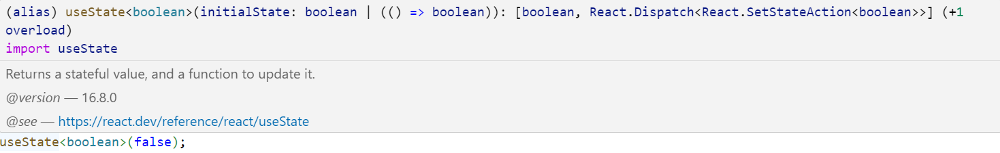 (alias) useState<boolean>(initialState: boolean | (() => boolean)): [boolean, React.Dispatch<React.SetStateAction<boolean>>] (+1
overload)
import useState
Returns a stateful value, and a function to update it.
@version — 16.8.0
@see — https://react.dev/reference/react/useState
useState<boolean>(false);